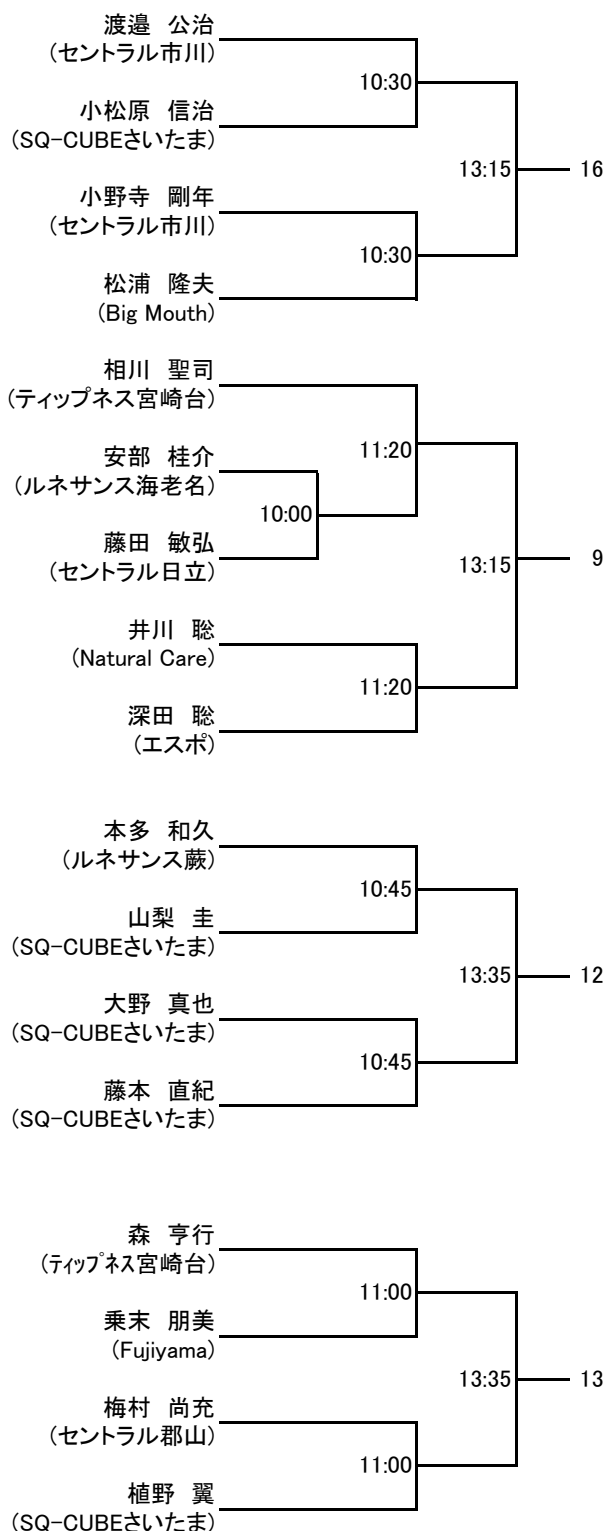 渡邉 公治
(セントラル市川)
10:30
小松原 信治
(SQ-CUBEさいたま)
13:15
16
小野寺 剛年
(セントラル市川)
10:30
松浦 隆夫
(Big Mouth)
相川 聖司
(ティップネス宮崎台)
11:20
安部 桂介
(ルネサンス海老名)
10:00
藤田 敏弘
(セントラル日立)
13:15
9
井川 聡
(Natural Care)
11:20
深田 聡
(エスポ)
本多 和久
(ルネサンス蕨)
10:45
山梨 圭
(SQ-CUBEさいたま)
13:35
12
大野 真也
(SQ-CUBEさいたま)
10:45
藤本 直紀
(SQ-CUBEさいたま)
森 亨行
(ティップネス宮崎台)
11:00
乗末 朋美
(Fujiyama)
13:35
13
梅村 尚充
(セントラル郡山)
11:00
植野 翼
(SQ-CUBEさいたま)